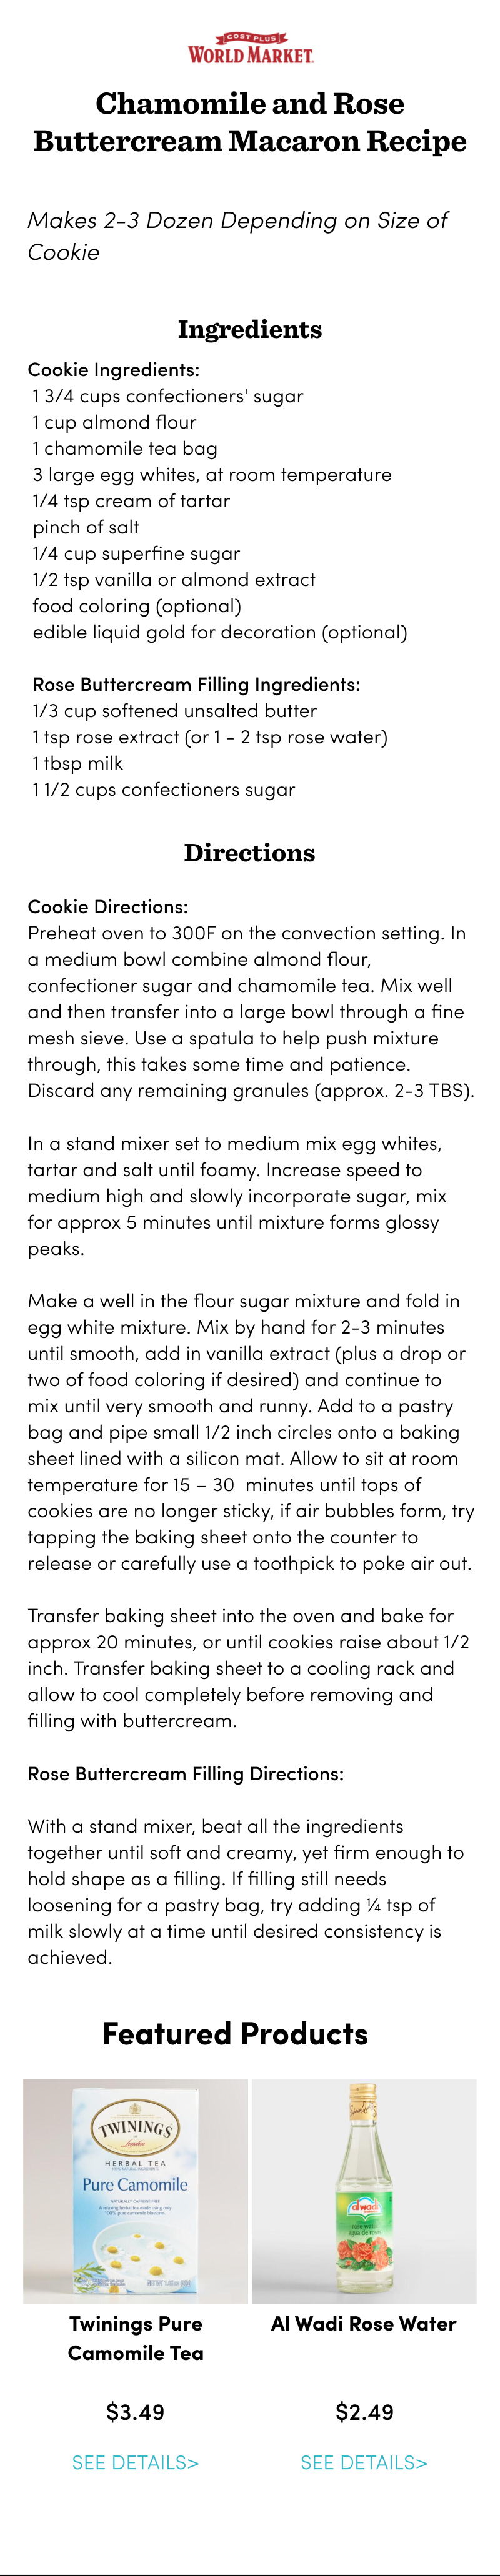 COST PLUS
WORLD MARKET.
Chamomile and Rose
Buttercream Macaron Recipe
Makes 2-3 Dozen Depending on Size of
Cookie
Ingredients
Cookie Ingredients:
1 3/4 cups confectioners' sugar
1 cup almond flour
1 chamomile tea bag
3 large egg whites, at room temperature
1/4 tsp cream of tartar
pinch of salt
1/4 cup superfine sugar
1/2 tsp vanilla or almond extract
food coloring (optional)
edible liquid gold for decoration (optional)
Rose Buttercream Filling Ingredients:
1/3 cup softened unsalted butter
1 tsp rose extract (or 1 - 2 tsp rose water)
1 tbsp milk
1 1/2 cups confectioners sugar
Directions
Cookie Directions:
Preheat oven to 300F on the convection setting. In
a medium bowl combine almond flour,
confectioner sugar and chamomile tea. Mix well
and then transfer into a large bowl through a fine
mesh sieve. Use a spatula to help push mixture
through, this takes some time and patience.
Discard any remaining granules (approx. 2-3 TBS).
In a stand mixer set to medium mix egg whites,
tartar and salt until foamy. Increase speed to
medium high and slowly incorporate sugar, mix
for approx 5 minutes until mixture forms glossy
peaks.
Make a well in the flour sugar mixture and fold in
egg white mixture. Mix by hand for 2-3 minutes
until smooth, add in vanilla extract (plus a drop or
two of food coloring if desired) and continue to
mix until very smooth and runny. Add to a pastry
bag and pipe small 1/2 inch circles onto a baking
sheet lined with a silicon mat. Allow to sit at room
temperature for 15 – 30  minutes until tops of
cookies are no longer sticky, if air bubbles form, try
tapping the baking sheet onto the counter to
release or carefully use a toothpick to poke air out.
Transfer baking sheet into the oven and bake for
approx 20 minutes, or until cookies raise about 1/2
inch. Transfer baking sheet to a cooling rack and
allow to cool completely before removing and
filling with buttercream.
Rose Buttercream Filling Directions:
With a stand mixer, beat all the ingredients
together until soft and creamy, yet firm enough to
hold shape as a filling. If filling still needs
loosening for a pastry bag, try adding ¼ tsp of
milk slowly at a time until desired consistency is
achieved.
Featured Products
TWININGS
London
HERBAL TEA
Pure Camomile
NATURALLY CAFFEINE FREE
A relaxing herbal tea made using only
100% pure camomile blossoms.
alwadi
rose water
agua de rosas
Twinings Pure
Camomile Tea
$3.49
SEE DETAILS>
Al Wadi Rose Water
$2.49
SEE DETAILS>